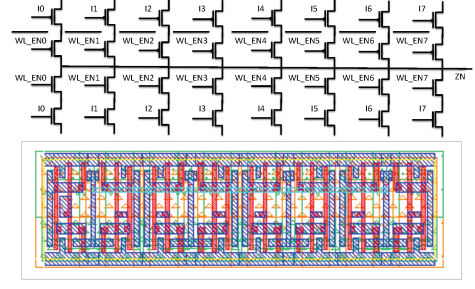 I0 I1 I2 I3 I4 I5 I6 I7
WL_EN0 WL_EN1 WL_EN2 WL_EN3 WL_EN4 WL_EN5 WL_EN6 WL_EN7
ZN
WL_EN0 WL_EN1 WL_EN2 WL_EN3 WL_EN4 WL_EN5 WL_EN6 WL_EN7
I0 I1 I2 I3 I4 I5 I6 I7